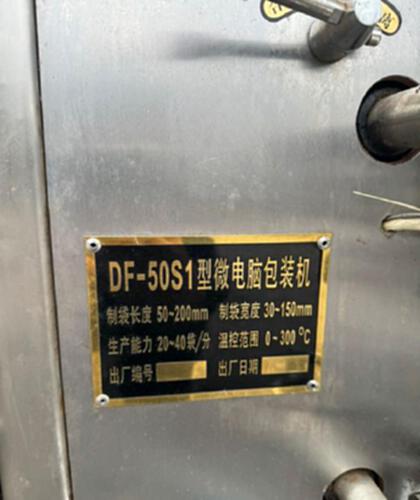 DF-50S1型微电脑包装机
制袋长度 50~200mm 制袋宽度 30~150mm
生产能力 20~40袋/分 温控范围 0~300℃
出厂编号 出厂日期